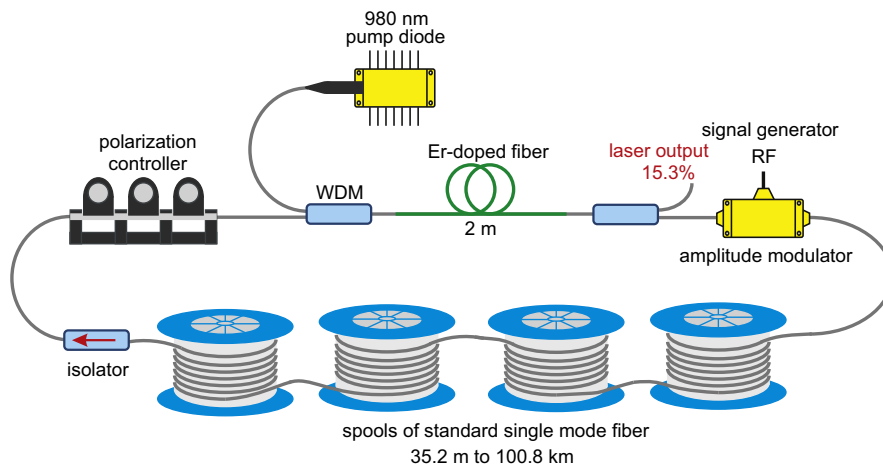 980 nm
pump diode
polarization
controller
WDM
Er-doped fiber
2 m
laser output
15.3%
signal generator
RF
amplitude modulator
isolator
spools of standard single mode fiber
35.2 m to 100.8 km